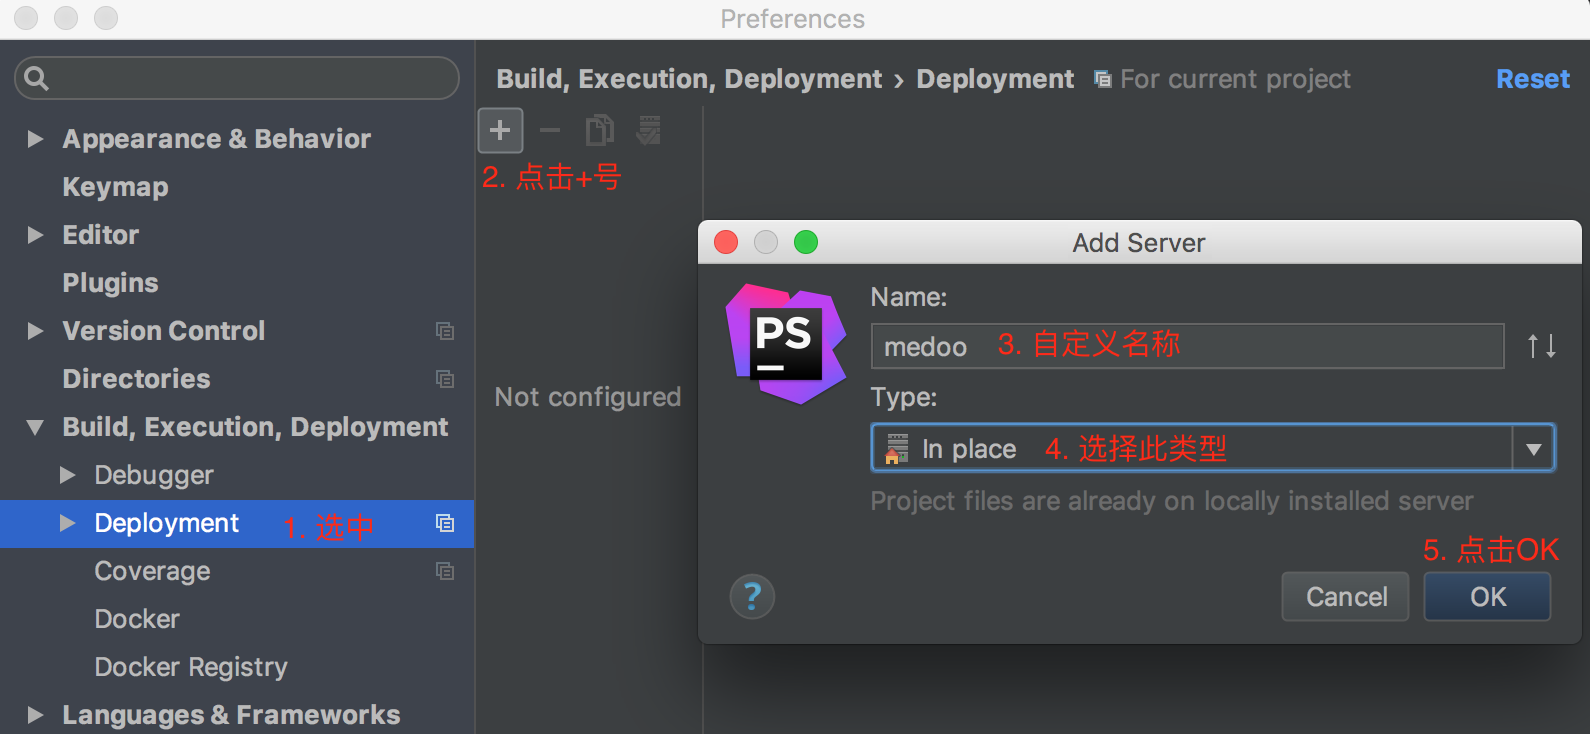 Preferences
Build, Execution, Deployment › Deployment For current project Reset
Appearance & Behavior
Keymap
Editor
Plugins
Version Control
Directories
Build, Execution, Deployment
Debugger
Deployment 1. 选中
Coverage
Docker
Docker Registry
Languages & Frameworks
2. 点击+号
Not configured
Add Server
PS
Name:
medoo 3. 自定义名称
Type:
In place 4. 选择此类型
Project files are already on locally installed server
5. 点击OK
? Cancel OK